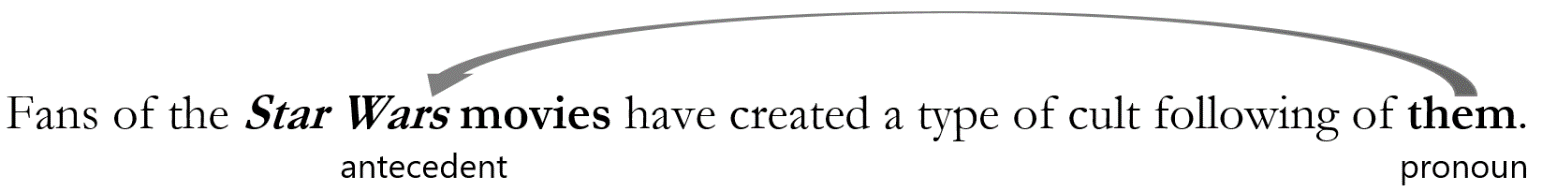 Fans of the Star Wars movies have created a type of cult following of them.
antecedent pronoun